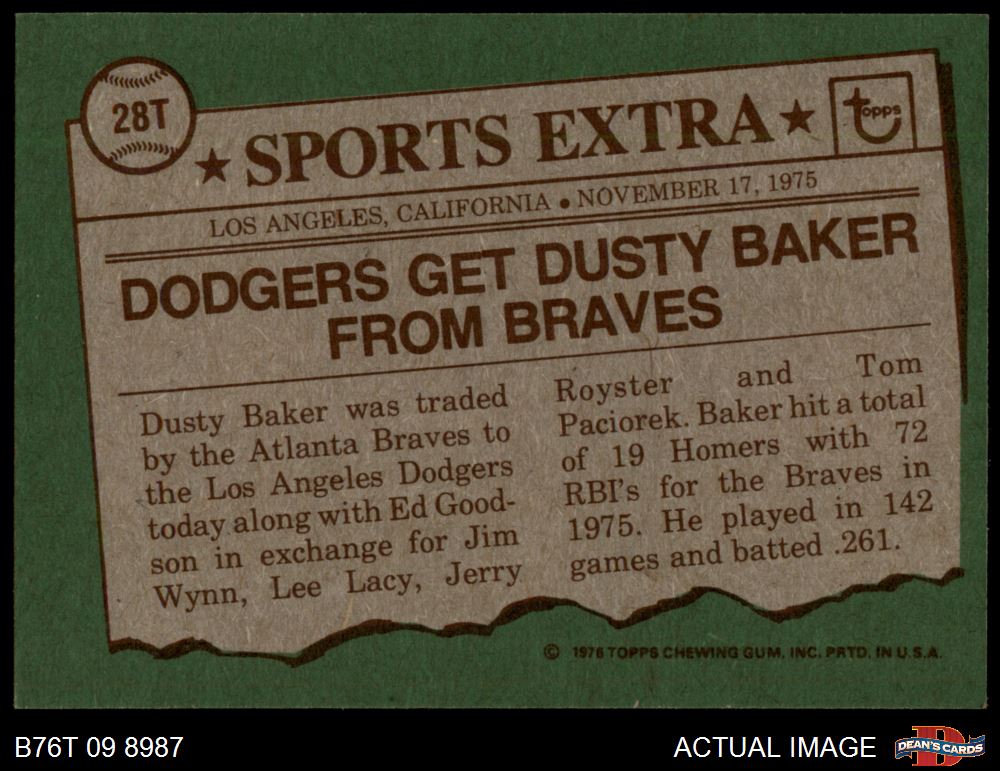 28T
★ SPORTS EXTRA ★
topps
LOS ANGELES, CALIFORNIA • NOVEMBER 17, 1975
DODGERS GET DUSTY BAKER
FROM BRAVES
Dusty Baker was traded
by the Atlanta Braves to
the Los Angeles Dodgers
today along with Ed Good-
son in exchange for Jim
Wynn, Lee Lacy, Jerry
Royster and Tom
Paciorek. Baker hit a total
of 19 Homers with 72
RBI's for the Braves in
1975. He played in 142
games and batted .261.
© 1976 TOPPS CHEWING GUM, INC. PRTD. IN U.S.A.
B76T 09 8987
ACTUAL IMAGE
D
DEAN'S CARDS